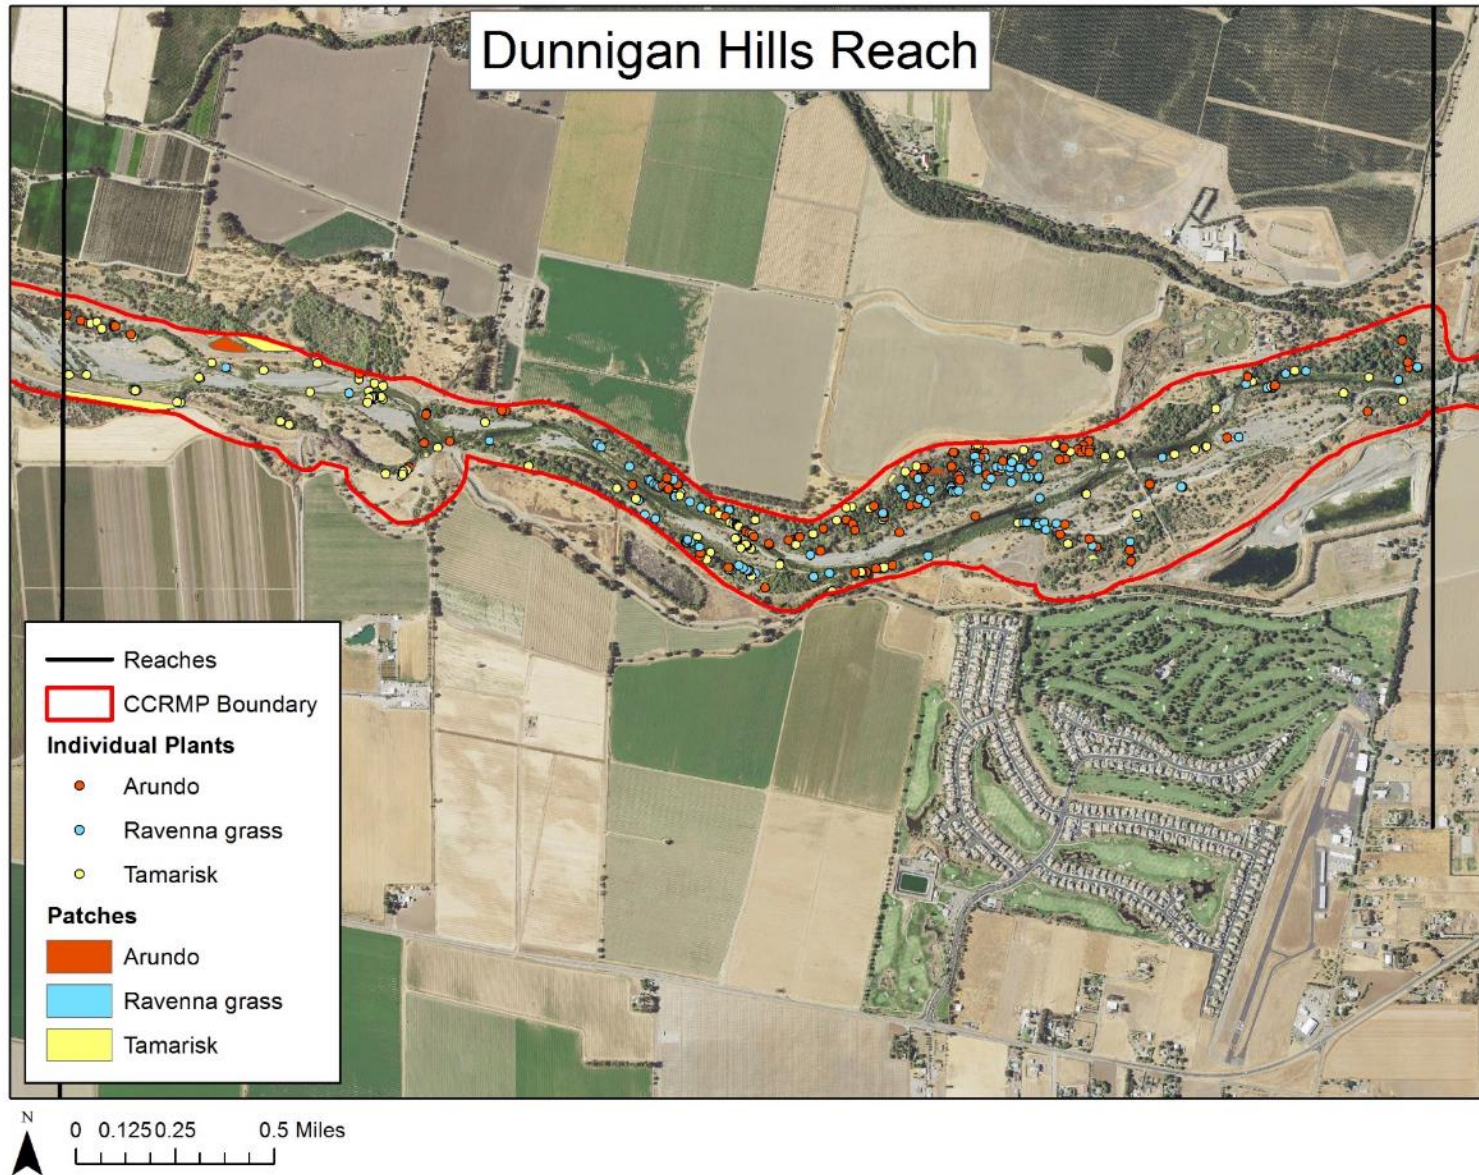 Dunnigan Hills Reach
Reaches
CCRMP Boundary
Individual Plants
Arundo
Ravenna grass
Tamarisk
Patches
Arundo
Ravenna grass
Tamarisk
N
0 0.125 0.25 0.5 Miles